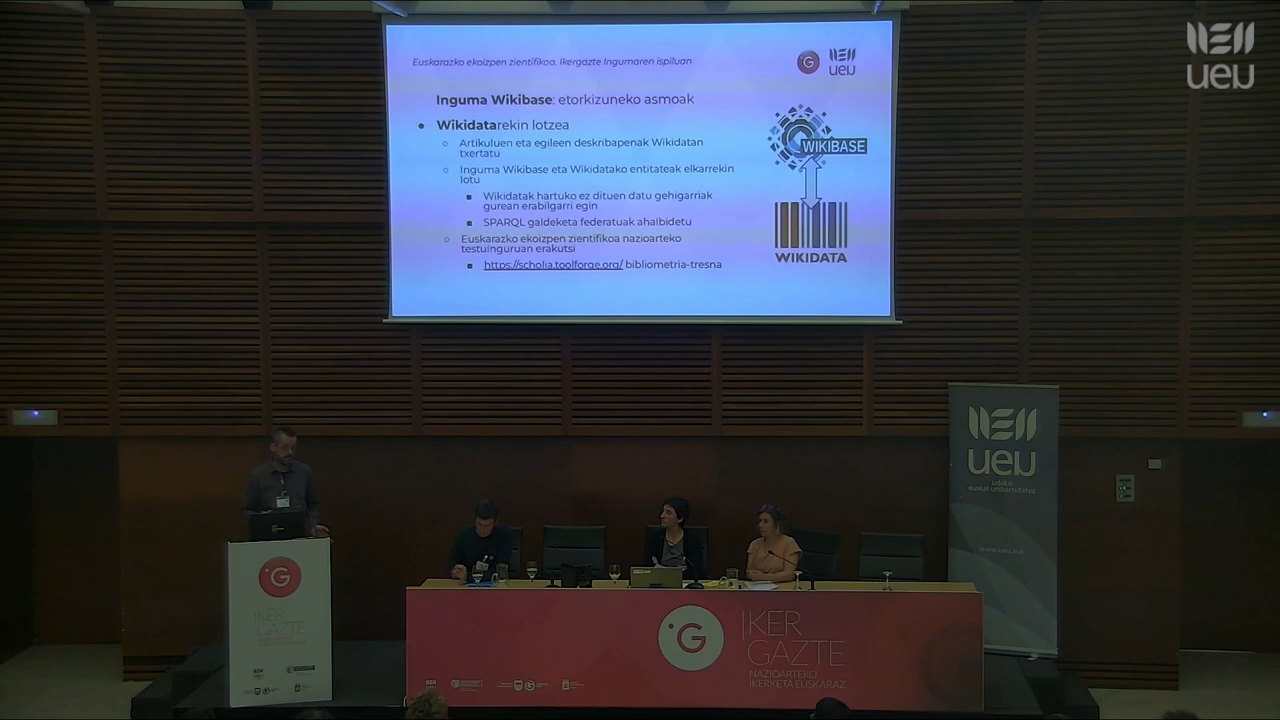 Euskarazko ekoizpen zientifikoa. Ikergazte Ingumaren ispiluan
G
UEU
UEU
Inguma Wikibase: etorkizuneko asmoak
• Wikidatarekin lotzea
○ Artikuluen eta egileen deskribapenak Wikidatan
txertatu
○ Inguma Wikibase eta Wikidatako entitateak elkarrekin
lotu
■ Wikidatak hartuko ez dituen datu gehigarriak
gurean erabilgarri egin
■ SPARQL galdeketa federatuak ahalbidetu
○ Euskarazko ekoizpen zientifikoa nazioarteko
testuinguruan erakutsi
■ https://scholia.toolforge.org/ bibliometria-tresna
WIKIBASE
WIKIDATA
UEU
udako
euskal unibertsitatea
G
IKER
GAZTE
G
IKER
GAZTE
NAZIOARTEKO
IKERKETA EUSKARAZ